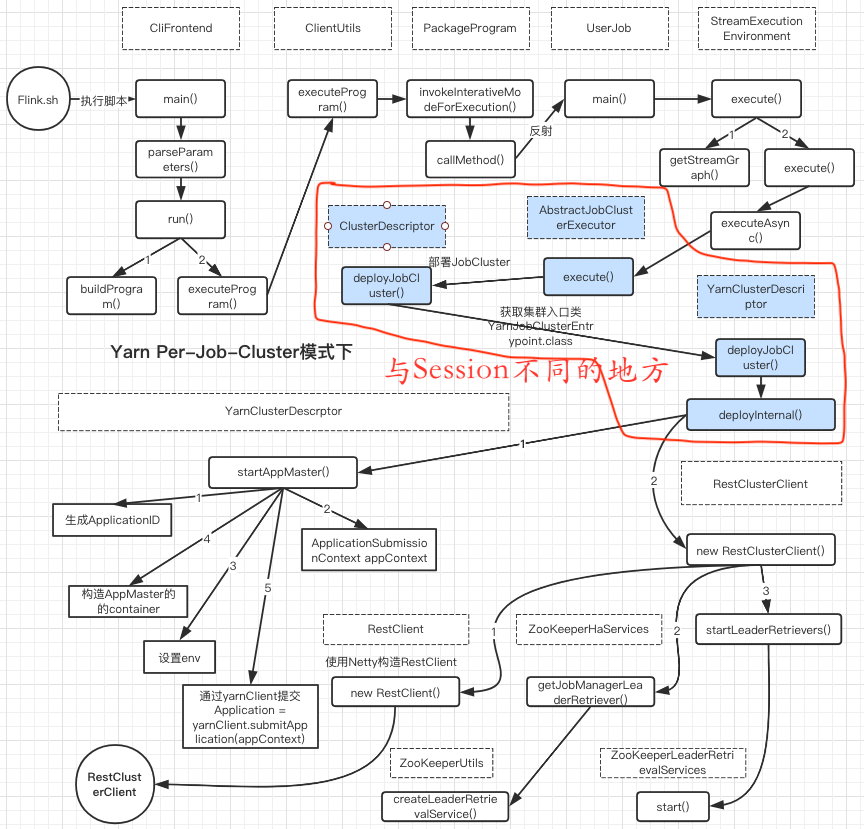 CliFrontend
ClientUtils
PackageProgram
UserJob
StreamExecution
Environment
Flink.sh
执行脚本
main()
executeProg
ram()
invokeInterativeMo
deForExecution()
main()
execute()
反射
1
2
parsePara­m
eters()
callMethod()
getStreamGr
aph()
execute()
run()
executeAsyn
c()
ClusterDescriptor
AbstractJobClust
erExecutor
1
2
部署JobCluster
buildProgra
m()
executeProg
ram()
deployJobCl
uster()
execute()
YarnClusterDescri
ptor
获取集群入口类
YarnJobClusterEntr
ypoint.class
Yarn Per-Job-Cluster模式下
deployJobCl
uster()
与Session不同的地方
YarnClusterDescrptor
deployInternal()
1
startAppMaster()
2
RestClusterClient
1
2
生成ApplicationID
4
3
5
ApplicationSubmissio
nContext appContext
new RestClusterClient()
构造AppMaster的
的container
3
RestClient
1
ZooKeeperHaServices
2
startLeaderRetrievers()
设置env
使用Netty构造RestClient
通过yarnClient提交
Application =
yarnClient.submitApp
lication(appContext)
new RestClient()
getJobManagerLea
derRetriever()
RestClust
erClient
ZooKeeperUtils
ZooKeeperLeaderRetri
evalServices
createLeaderRetrie
valService()
start()